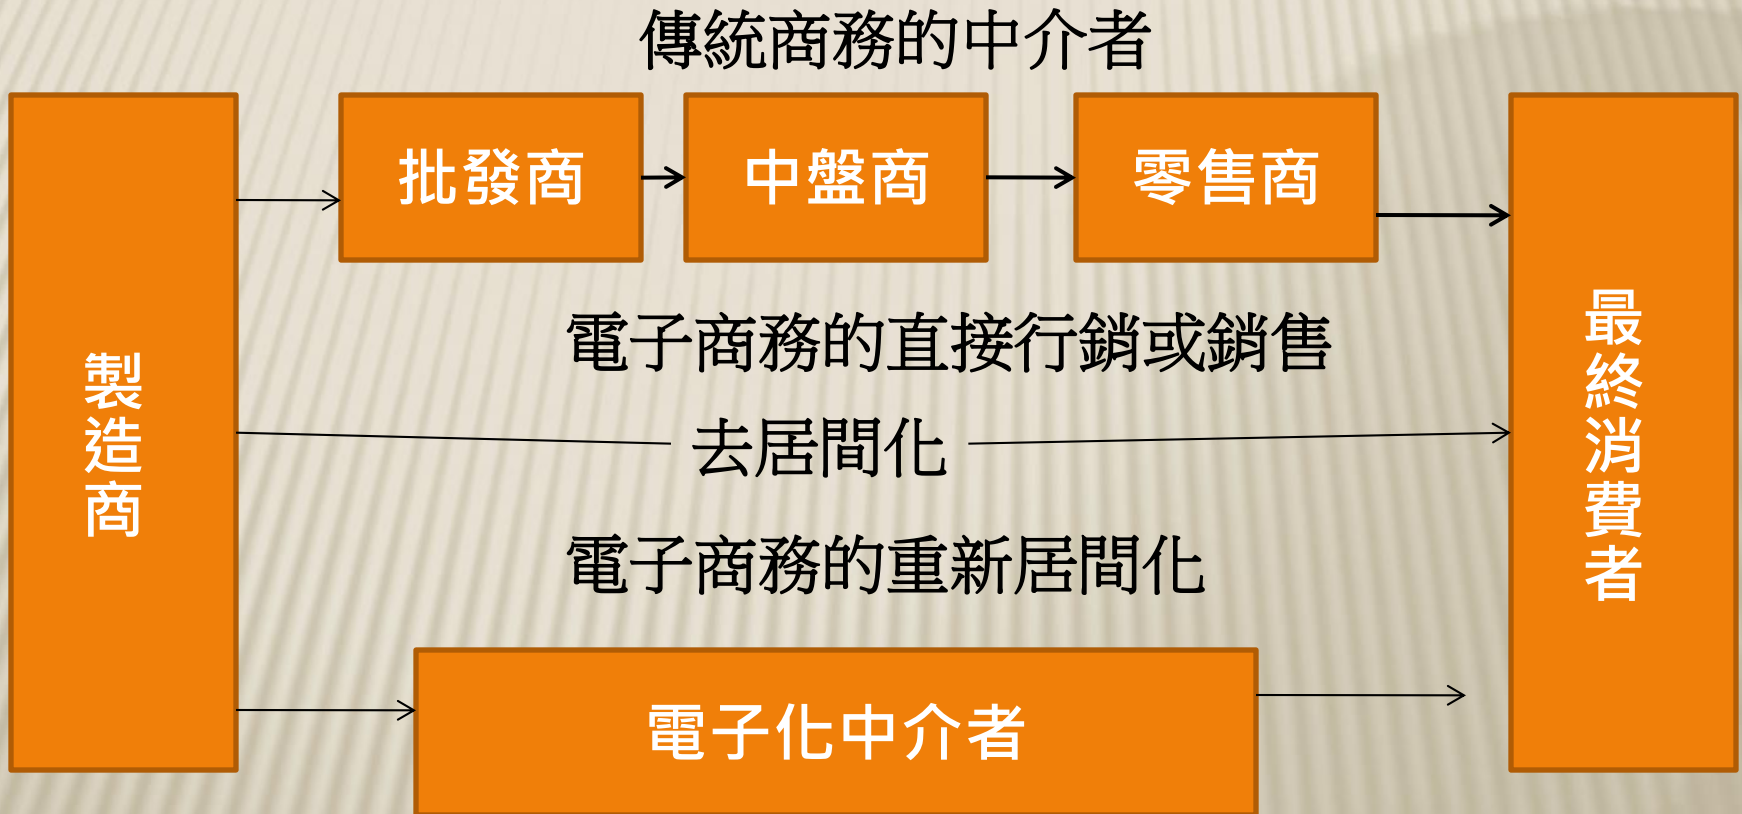 傳統商務的中介者
製造商
批發商
中盤商
零售商
最終消費者
電子商務的直接行銷或銷售
去居間化
電子商務的重新居間化
電子化中介者